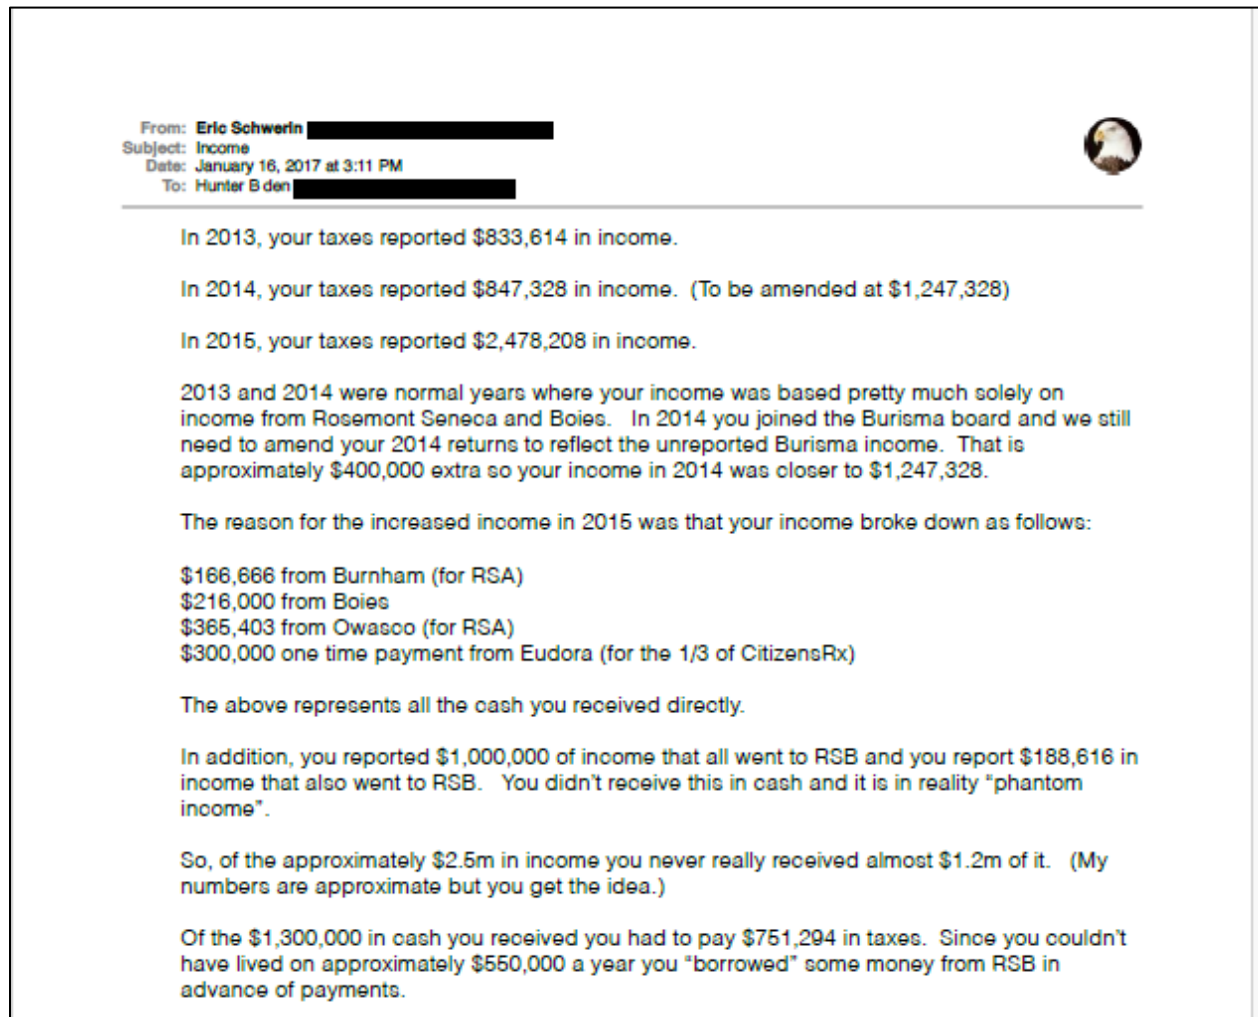 From: Eric Schwerin
Subject: Income
Date: January 16, 2017 at 3:11 PM
To: Hunter B den
In 2013, your taxes reported $833,614 in income.
In 2014, your taxes reported $847,328 in income. (To be amended at $1,247,328)
In 2015, your taxes reported $2,478,208 in income.
2013 and 2014 were normal years where your income was based pretty much solely on
income from Rosemont Seneca and Boies. In 2014 you joined the Burisma board and we still
need to amend your 2014 returns to reflect the unreported Burisma income. That is
approximately $400,000 extra so your income in 2014 was closer to $1,247,328.
The reason for the increased income in 2015 was that your income broke down as follows:
$166,666 from Burnham (for RSA)
$216,000 from Boies
$365,403 from Owasco (for RSA)
$300,000 one time payment from Eudora (for the 1/3 of CitizensRx)
The above represents all the cash you received directly.
In addition, you reported $1,000,000 of income that all went to RSB and you report $188,616 in
income that also went to RSB. You didn't receive this in cash and it is in reality "phantom
income".
So, of the approximately $2.5m in income you never really received almost $1.2m of it. (My
numbers are approximate but you get the idea.)
Of the $1,300,000 in cash you received you had to pay $751,294 in taxes. Since you couldn't
have lived on approximately $550,000 a year you "borrowed" some money from RSB in
advance of payments.